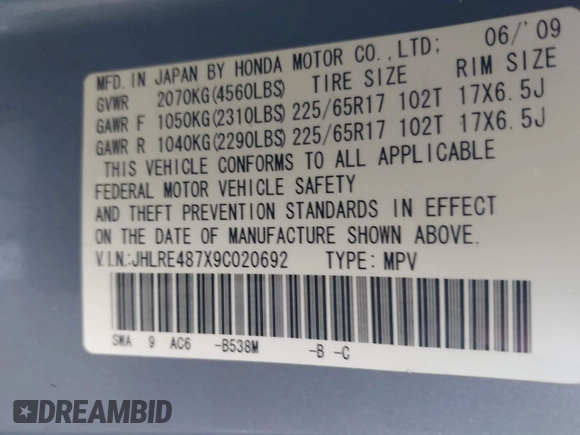 MFD. IN JAPAN BY HONDA MOTOR CO.,LTD: 06/'09
GVWR 2070KG(4560LBS) TIRE SIZE RIM SIZE
GAWR F 1050KG(2310LBS) 225/65R17 102T 17X6.5J
GAWR R 1040KG(2290LBS) 225/65R17 102T 17X6.5J
THIS VEHICLE CONFORMS TO ALL APPLICABLE
FEDERAL MOTOR VEHICLE SAFETY
AND THEFT PREVENTION STANDARDS IN EFFECT
ON THE DATE OF MANUFACTURE SHOWN ABOVE.
V.I.N.:JHLRE487X9C020692 TYPE: MPV
SWA 9 AC6 -B538M -B -C
DREAMBID